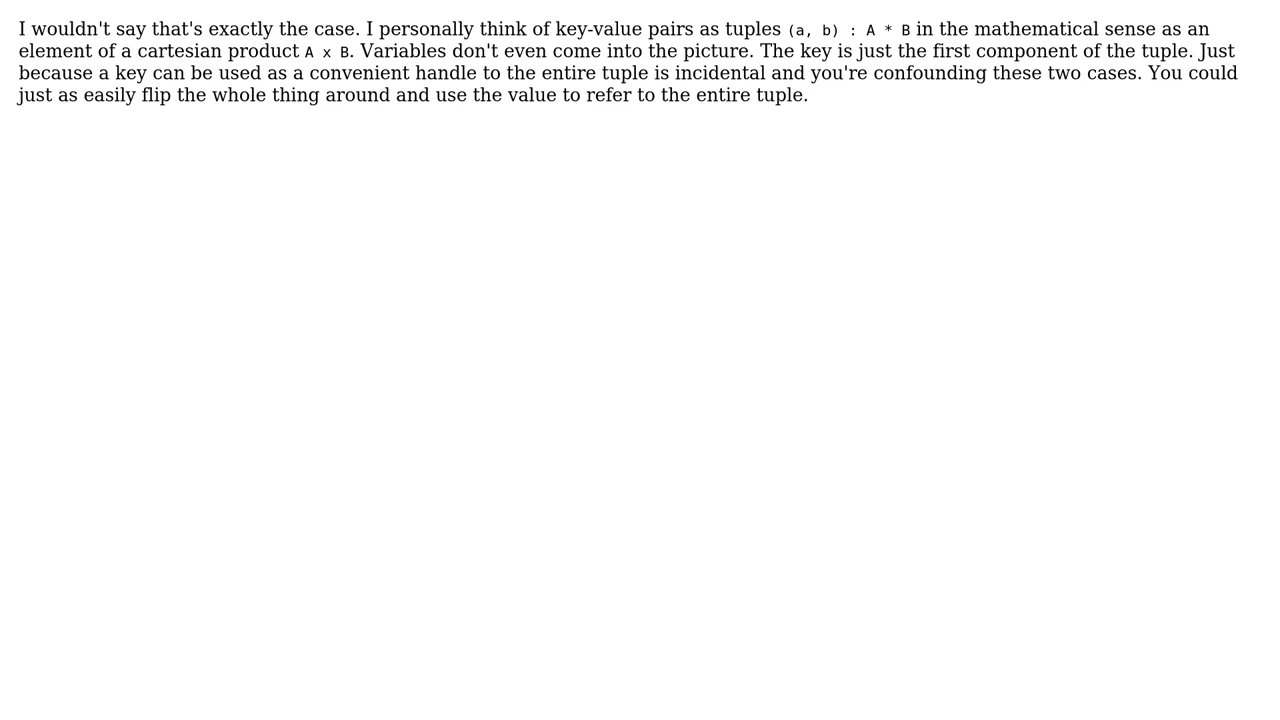 I wouldn't say that's exactly the case. I personally think of key-value pairs as tuples (a, b) : A * B in the mathematical sense as an
element of a cartesian product A x B. Variables don't even come into the picture. The key is just the first component of the tuple. Just
because a key can be used as a convenient handle to the entire tuple is incidental and you're confounding these two cases. You could
just as easily flip the whole thing around and use the value to refer to the entire tuple.